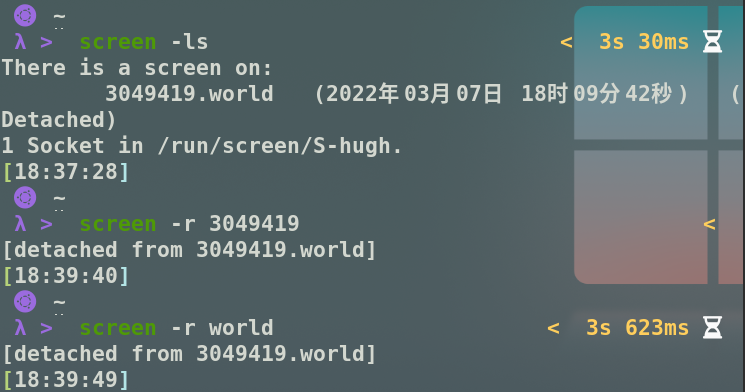 ~
λ > screen -ls < 3s 30ms
There is a screen on:
3049419.world (2022年03月07日 18时09分42秒) (
Detached)
1 Socket in /run/screen/S-hugh.
[18:37:28]
~
λ > screen -r 3049419 <
[detached from 3049419.world]
[18:39:40]
~
λ > screen -r world < 3s 623ms
[detached from 3049419.world]
[18:39:49]